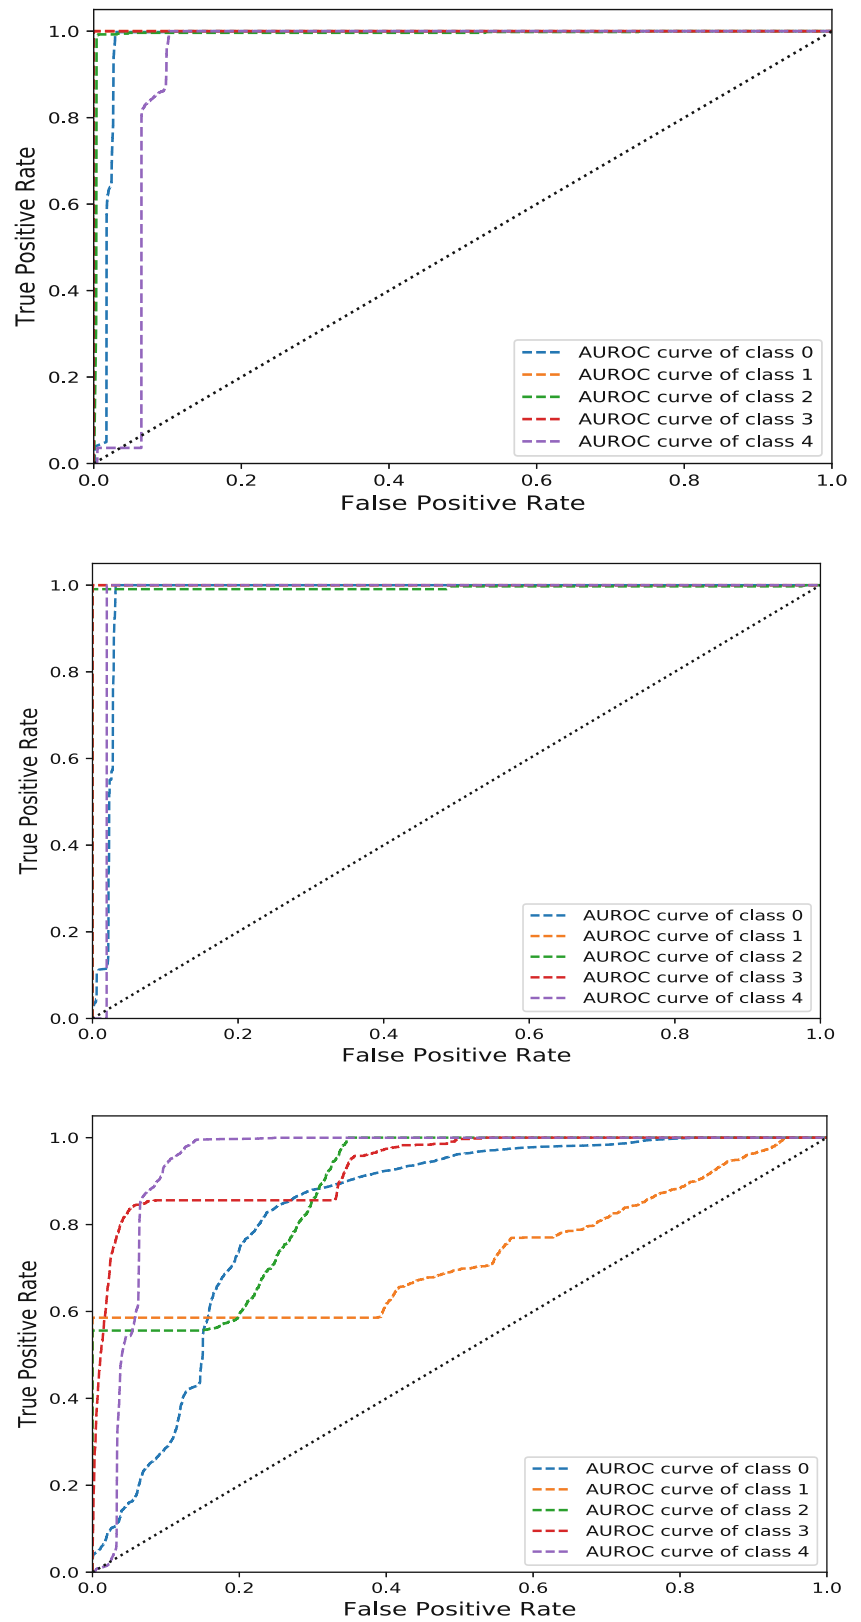 1.0
0.8
0.6
0.4
0.2
0.0
True Positive Rate
AUROC curve of class 0
AUROC curve of class 1
AUROC curve of class 2
AUROC curve of class 3
AUROC curve of class 4
0.0 0.2 0.4 0.6 0.8 1.0
False Positive Rate
1.0
0.8
0.6
0.4
0.2
0.0
True Positive Rate
AUROC curve of class 0
AUROC curve of class 1
AUROC curve of class 2
AUROC curve of class 3
AUROC curve of class 4
0.0 0.2 0.4 0.6 0.8 1.0
False Positive Rate
1.0
0.8
0.6
0.4
0.2
0.0
True Positive Rate
AUROC curve of class 0
AUROC curve of class 1
AUROC curve of class 2
AUROC curve of class 3
AUROC curve of class 4
0.0 0.2 0.4 0.6 0.8 1.0
False Positive Rate